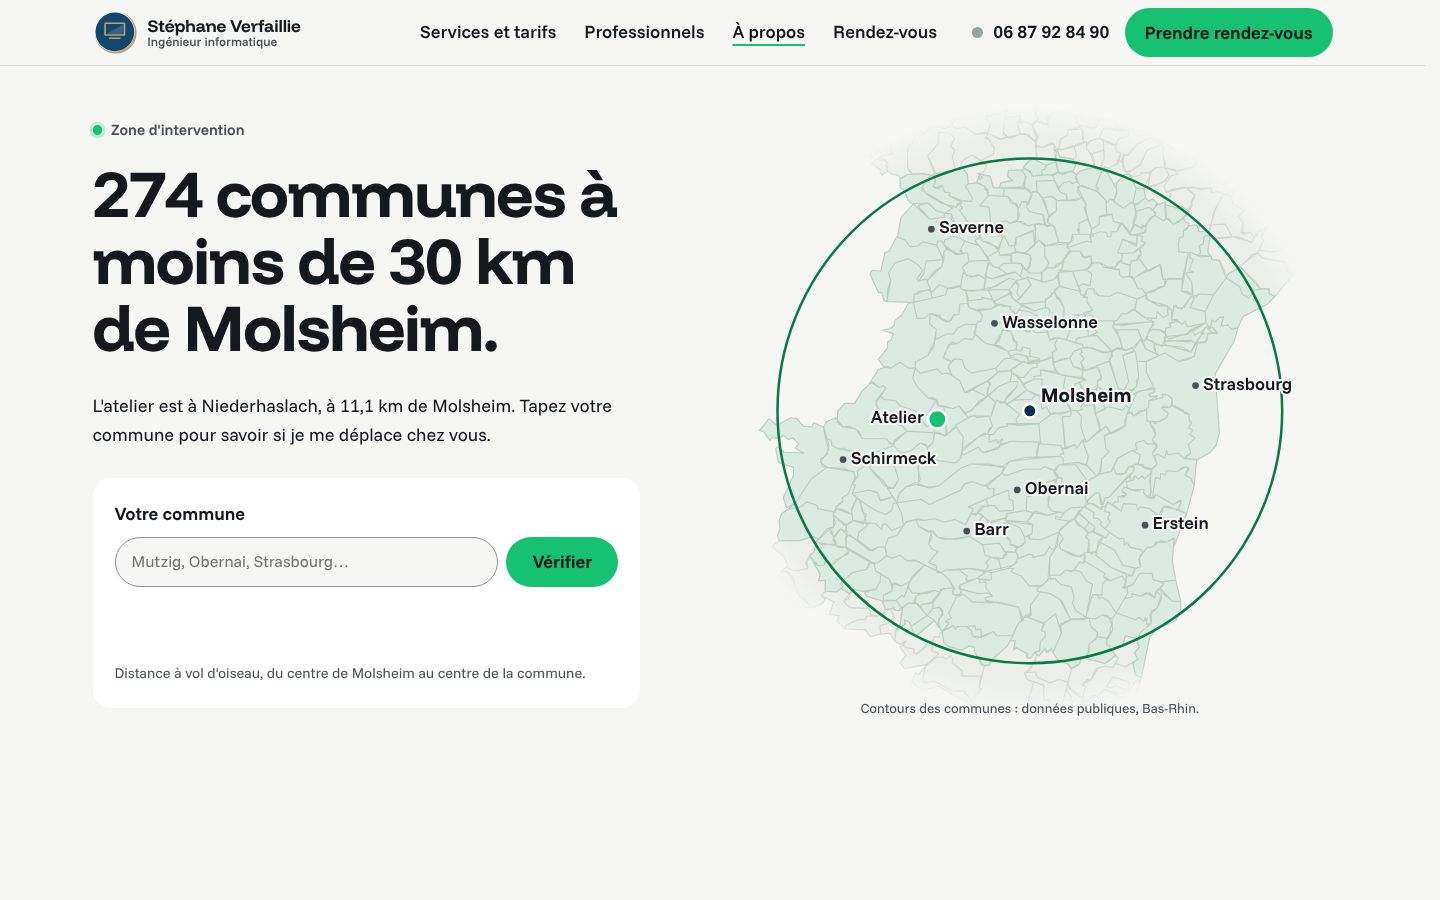 Stéphane Verfaillie
Ingénieur informatique
Services et tarifs
Professionnels
À propos
Rendez-vous
06 87 92 84 90
Prendre rendez-vous
Zone d'intervention
274 communes à
moins de 30 km
de Molsheim.
L'atelier est à Niederhaslach, à 11,1 km de Molsheim. Tapez votre
commune pour savoir si je me déplace chez vous.
Votre commune
Mutzig, Obernai, Strasbourg…
Vérifier
Distance à vol d'oiseau, du centre de Molsheim au centre de la commune.
Saverne
Wasselonne
Strasbourg
Molsheim
Atelier
Schirmeck
Obernai
Erstein
Barr
Contours des communes : données publiques, Bas-Rhin.